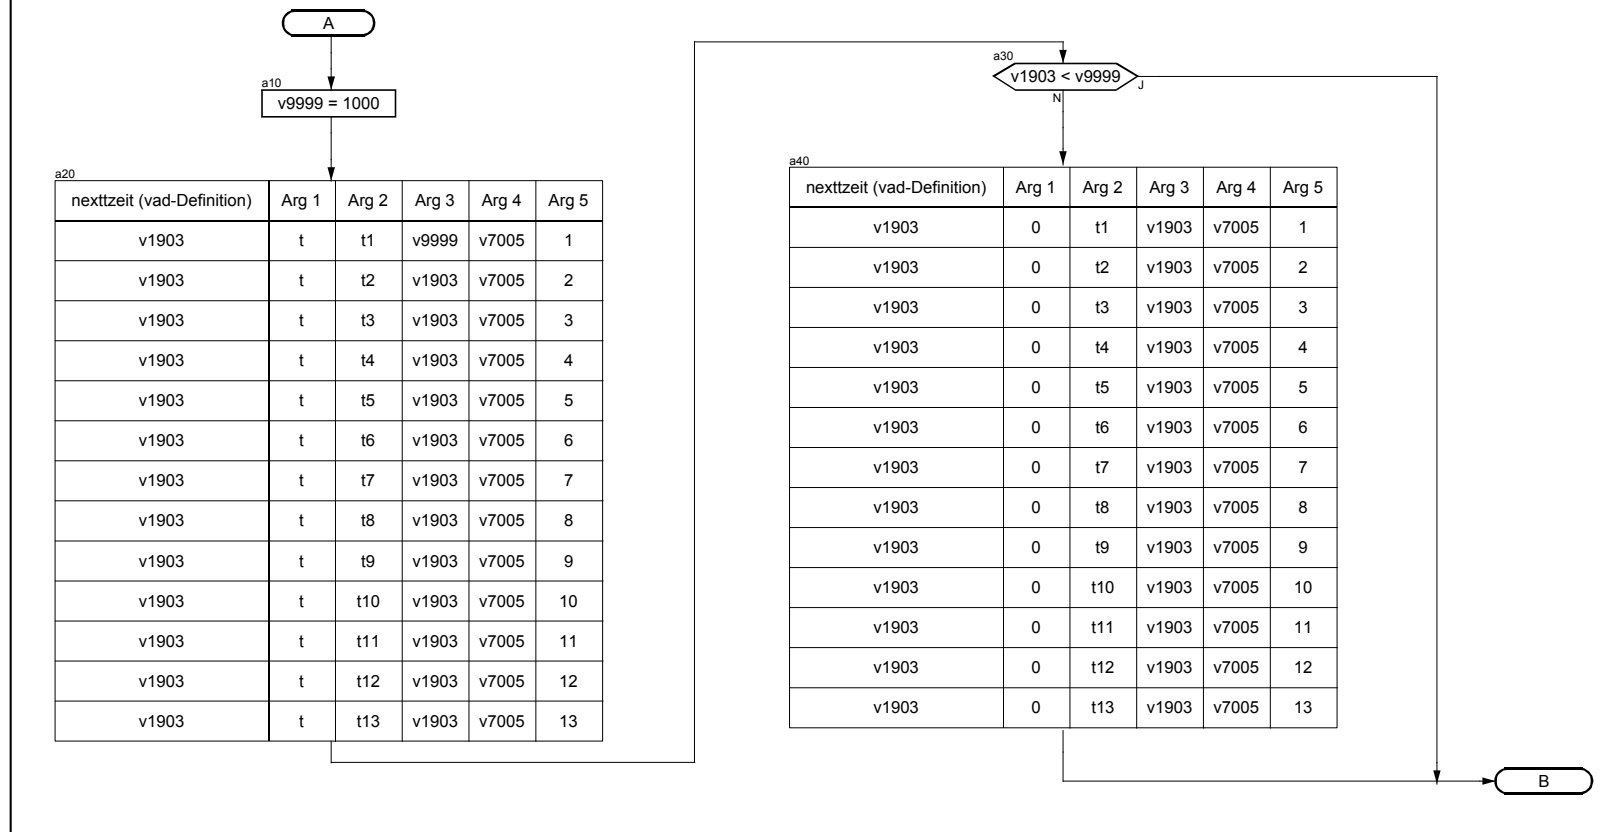 A
a10
v9999 = 1000
a20
nexttzeit (vad-Definition) Arg 1 Arg 2 Arg 3 Arg 4 Arg 5
v1903 t t1 v9999 v7005 1
v1903 t t2 v1903 v7005 2
v1903 t t3 v1903 v7005 3
v1903 t t4 v1903 v7005 4
v1903 t t5 v1903 v7005 5
v1903 t t6 v1903 v7005 6
v1903 t t7 v1903 v7005 7
v1903 t t8 v1903 v7005 8
v1903 t t9 v1903 v7005 9
v1903 t t10 v1903 v7005 10
v1903 t t11 v1903 v7005 11
v1903 t t12 v1903 v7005 12
v1903 t t13 v1903 v7005 13
a30
v1903 < v9999
J
N
a40
nexttzeit (vad-Definition) Arg 1 Arg 2 Arg 3 Arg 4 Arg 5
v1903 0 t1 v1903 v7005 1
v1903 0 t2 v1903 v7005 2
v1903 0 t3 v1903 v7005 3
v1903 0 t4 v1903 v7005 4
v1903 0 t5 v1903 v7005 5
v1903 0 t6 v1903 v7005 6
v1903 0 t7 v1903 v7005 7
v1903 0 t8 v1903 v7005 8
v1903 0 t9 v1903 v7005 9
v1903 0 t10 v1903 v7005 10
v1903 0 t11 v1903 v7005 11
v1903 0 t12 v1903 v7005 12
v1903 0 t13 v1903 v7005 13
B